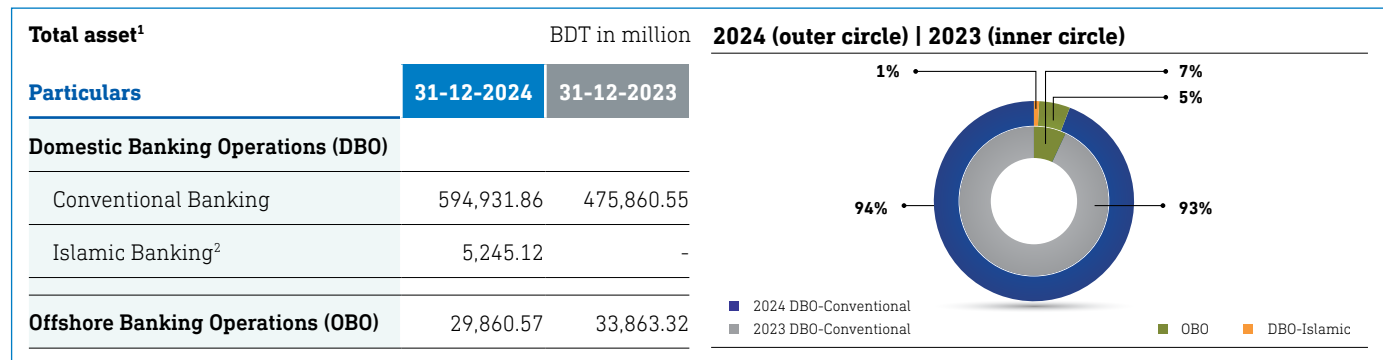 Total asset1 BDT in million
Particulars 31-12-2024 31-12-2023
Domestic Banking Operations (DBO)
Conventional Banking 594,931.86 475,860.55
Islamic Banking2 5,245.12 -
Offshore Banking Operations (OBO) 29,860.57 33,863.32
2024 (outer circle) | 2023 (inner circle)
1% 7%
5%
94% 93%
2024 DBO-Conventional
2023 DBO-Conventional OBO DBO-Islamic